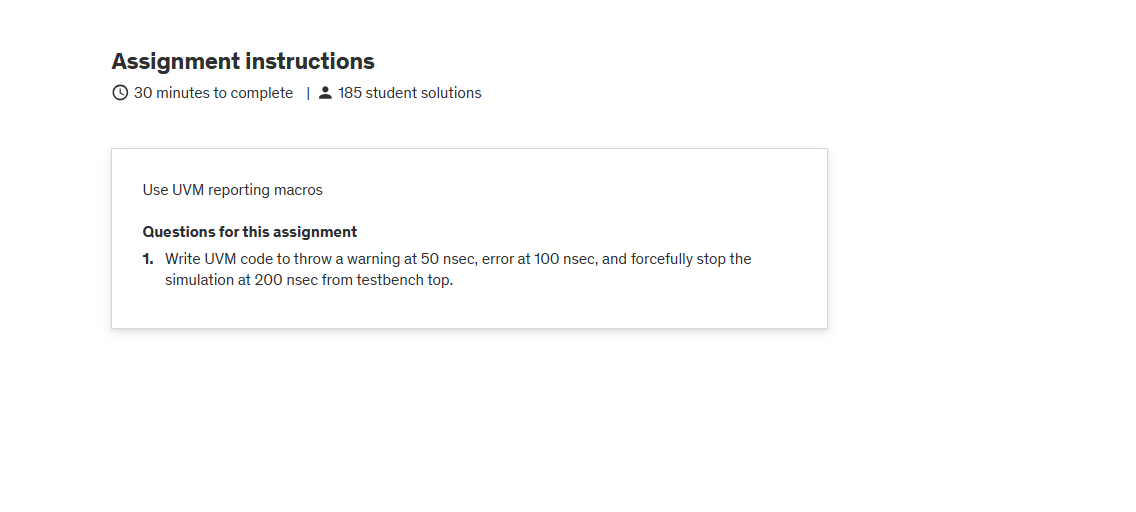 Assignment instructions
30 minutes to complete | 185 student solutions
Use UVM reporting macros
Questions for this assignment
1. Write UVM code to throw a warning at 50 nsec, error at 100 nsec, and forcefully stop the
simulation at 200 nsec from testbench top.